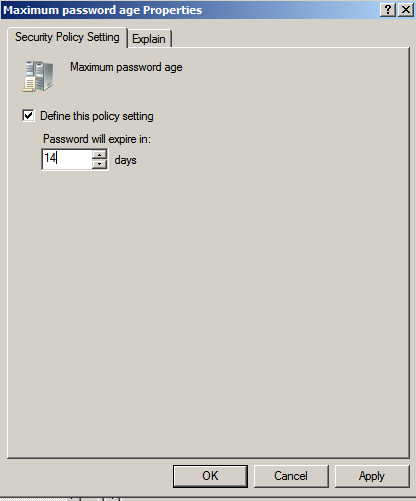 Maximum password age Properties
Security Policy Setting
Explain
Maximum password age
Define this policy setting
Password will expire in:
14
days
OK
Cancel
Apply